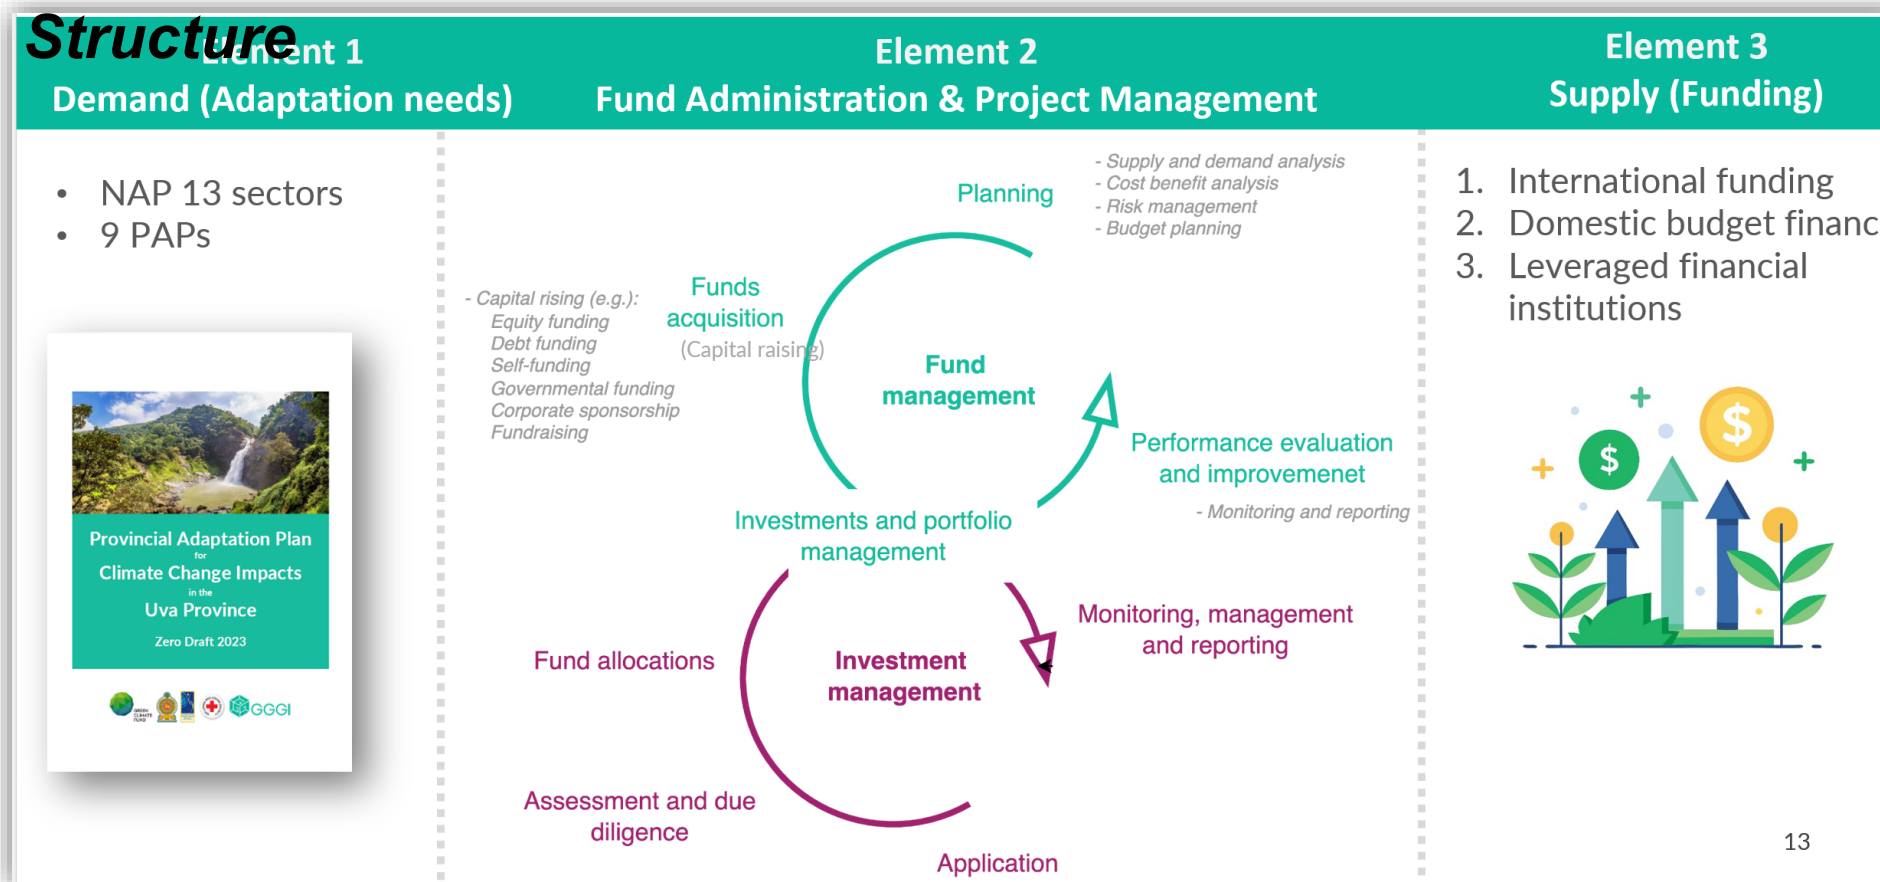 Structure
Element 1
Demand (Adaptation needs)
Element 2
Fund Administration & Project Management
Element 3
Supply (Funding)
• NAP 13 sectors
• 9 PAPs
Provincial Adaptation Plan
for
Climate Change Impacts
in the
Uva Province
Zero Draft 2023
GREEN
CLIMATE
FUND
GGGI
Planning
- Supply and demand analysis
- Cost benefit analysis
- Risk management
- Budget planning
Funds
acquisition
(Capital raising)
- Capital rising (e.g.):
Equity funding
Debt funding
Self-funding
Governmental funding
Corporate sponsorship
Fundraising
Fund
management
Performance evaluation
and improvemenet
- Monitoring and reporting
Investments and portfolio
management
Monitoring, management
and reporting
Fund allocations
Investment
management
Assessment and due
diligence
Application
1. International funding
2. Domestic budget financ
3. Leveraged financial
institutions
$
$
13